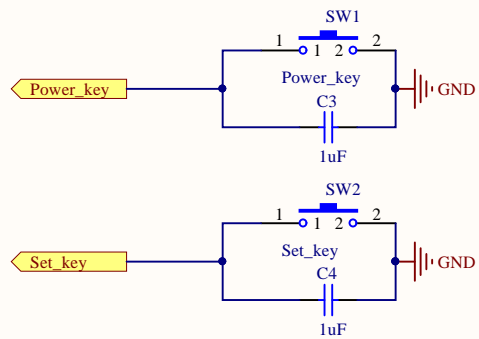 SW1
1 1 2 2
Power_key
Power_key
GND
C3
1uF
SW2
1 1 2 2
Set_key
Set_key
GND
C4
1uF